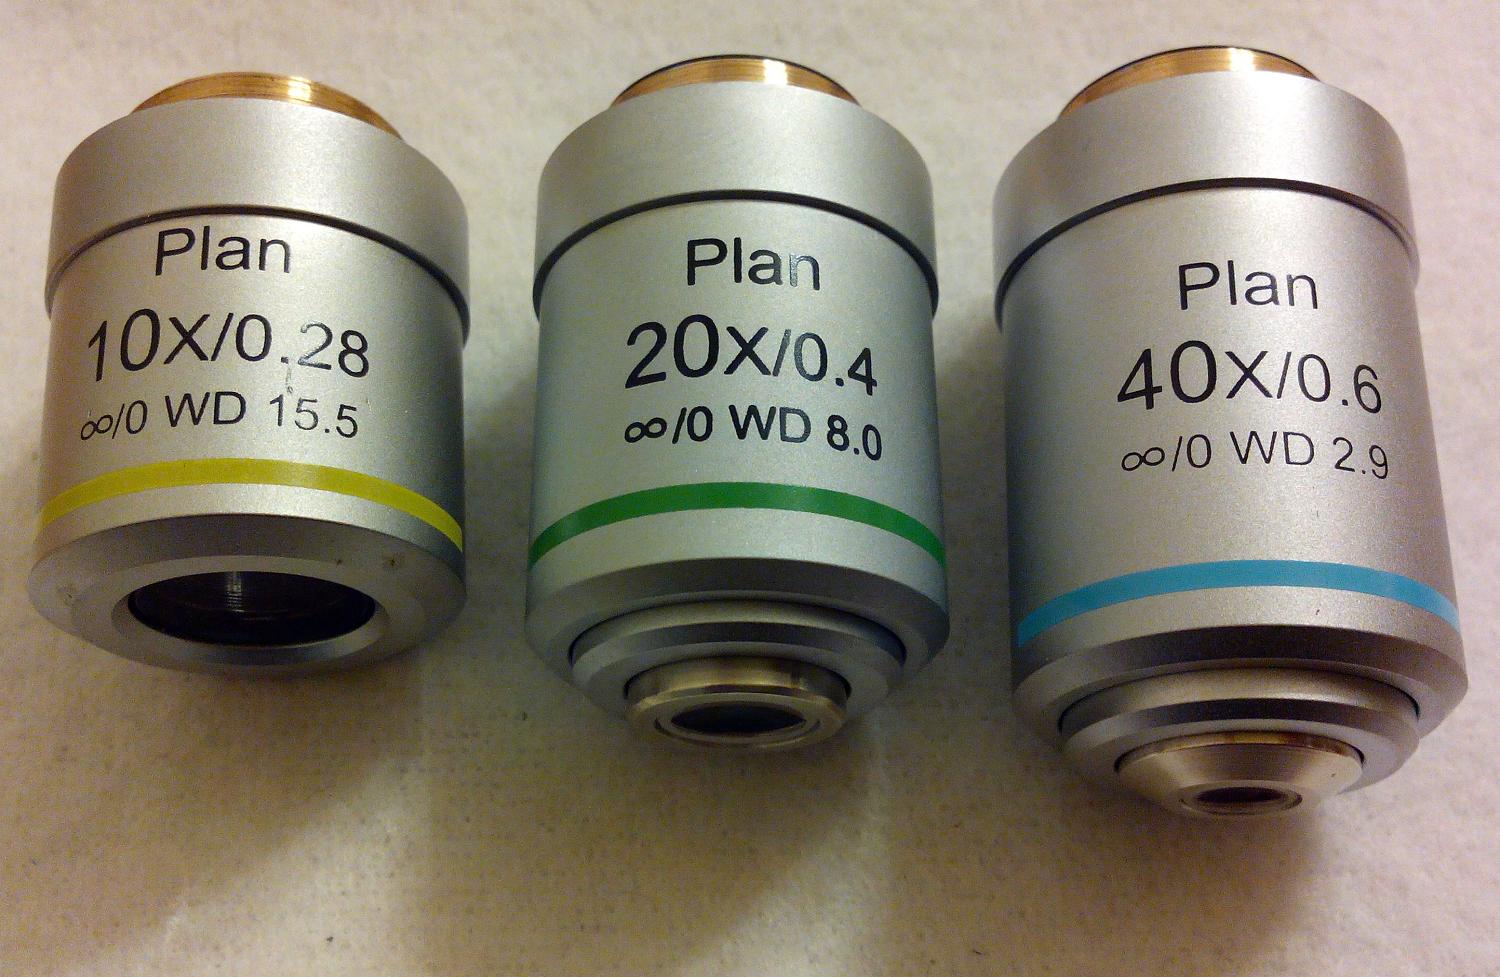 Plan
10X/0.28
∞/0 WD 15.5
Plan
20X/0.4
∞/0 WD 8.0
Plan
40X/0.6
∞/0 WD 2.9